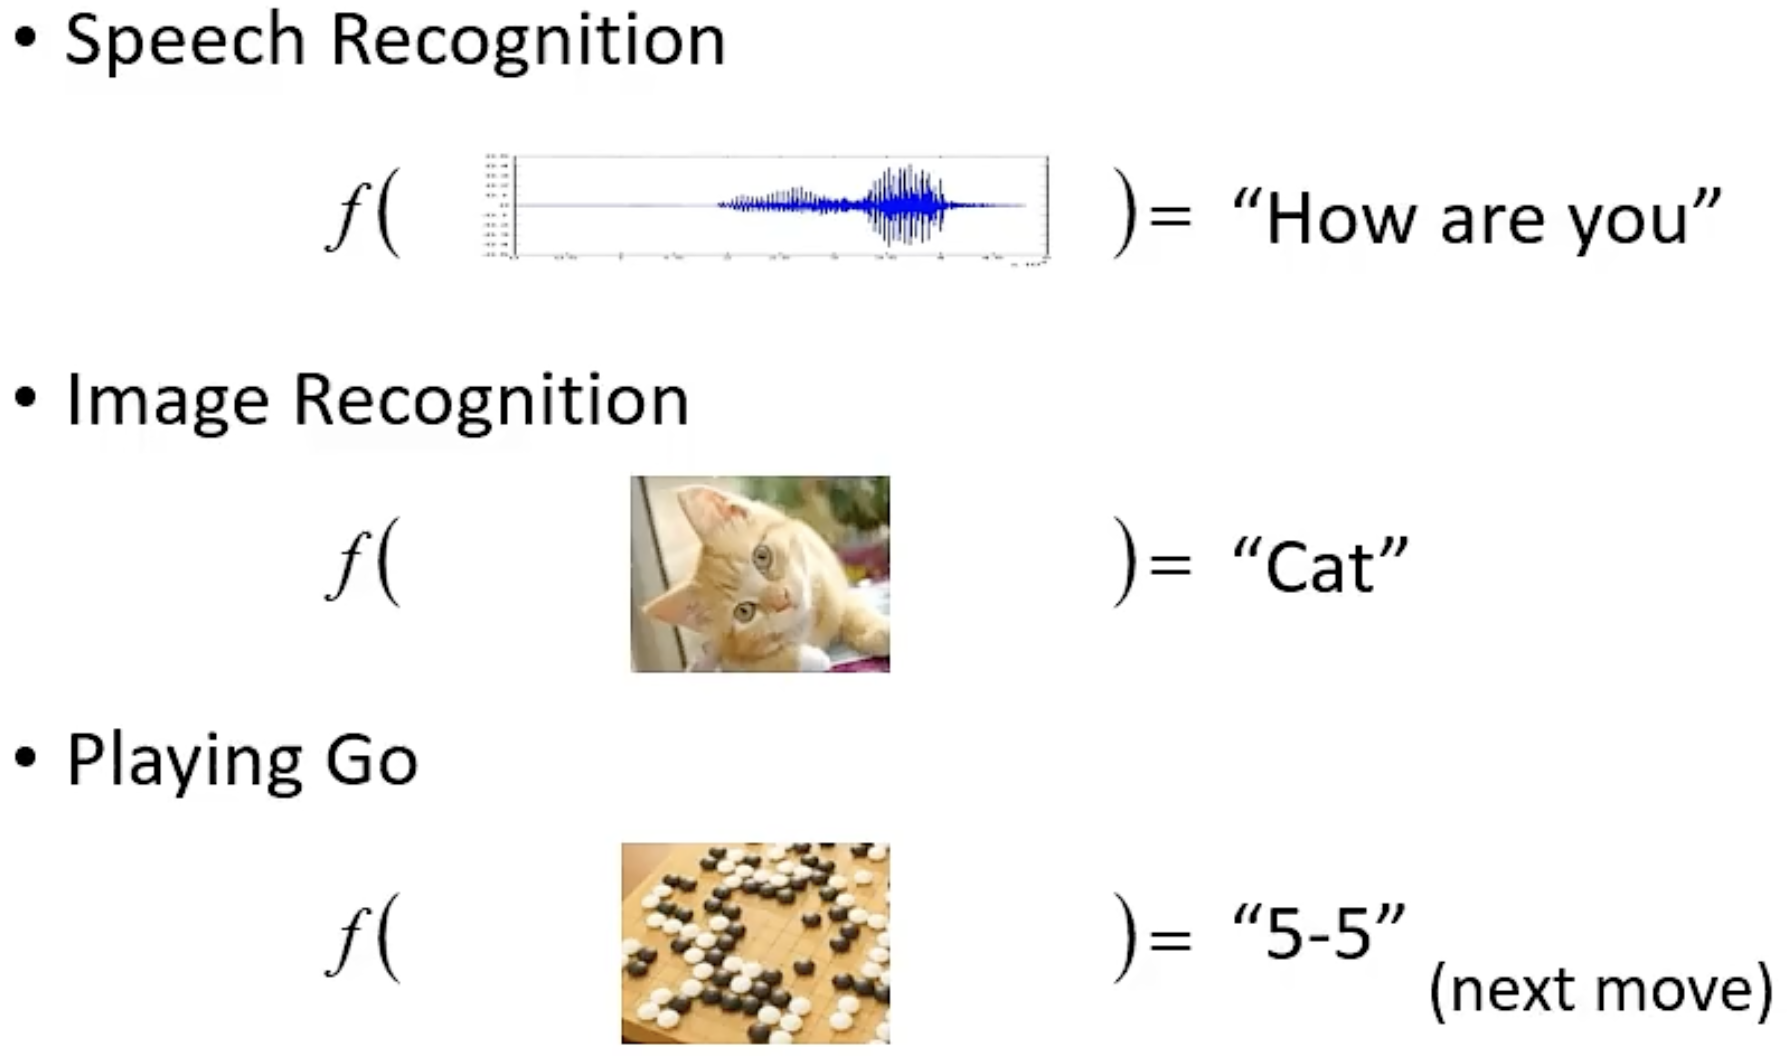 • Speech Recognition
f( ) = “How are you”
• Image Recognition
f( ) = “Cat”
• Playing Go
f( ) = “5-5”
(next move)